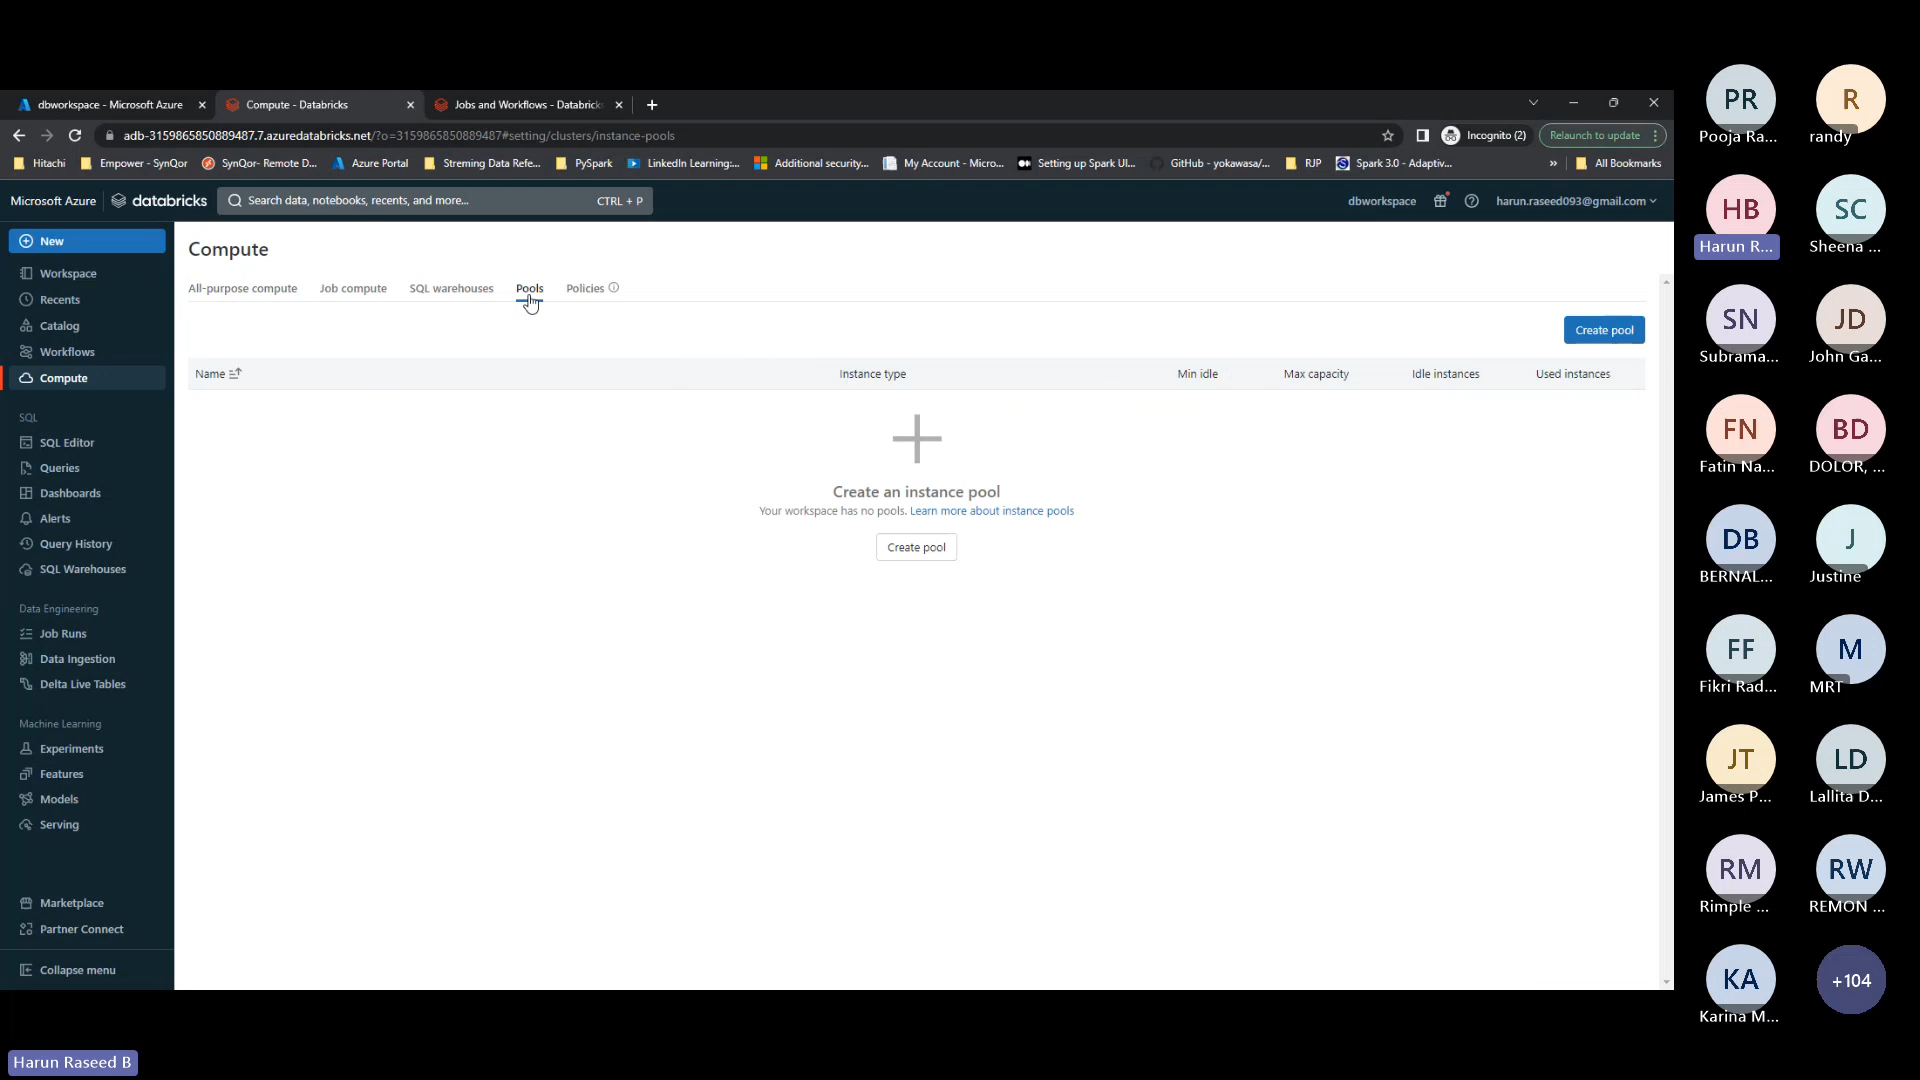 dbworkspace - Microsoft Azure
Compute - Databricks
Jobs and Workflows - Databrick
adb-3159865850889487.7.azuredatabricks.net/?o=3159865850889487#setting/clusters/instance-pools
Incognito (2)
Relaunch to update
Hitachi
Empower - SynQor
SynQor- Remote D...
Azure Portal
Streming Data Refe...
PySpark
LinkedIn Learning:...
Additional security...
My Account - Micro...
Setting up Spark UI...
GitHub - yokawasa/...
RJP
Spark 3.0 - Adaptiv...
»
All Bookmarks
Microsoft Azure
databricks
Search data, notebooks, recents, and more...
CTRL + P
dbworkspace
harun.raseed093@gmail.com
New
Workspace
Recents
Catalog
Workflows
Compute
SQL
SQL Editor
Queries
Dashboards
Alerts
Query History
SQL Warehouses
Data Engineering
Job Runs
Data Ingestion
Delta Live Tables
Machine Learning
Experiments
Features
Models
Serving
Marketplace
Partner Connect
Collapse menu
Compute
All-purpose compute
Job compute
SQL warehouses
Pools
Policies
Create pool
Name
Instance type
Min idle
Max capacity
Idle instances
Used instances
Create an instance pool
Your workspace has no pools. Learn more about instance pools
Create pool
PR
Pooja Ra...
R
randy
HB
Harun R...
SC
Sheena ...
SN
Subrama...
JD
John Ga...
FN
Fatin Na...
BD
DOLOR, ...
DB
BERNAL...
J
Justine
FF
Fikri Rad...
M
MRT
JT
James P...
LD
Lallita D...
RM
Rimple ...
RW
REMON ...
KA
Karina M...
+104
Harun Raseed B